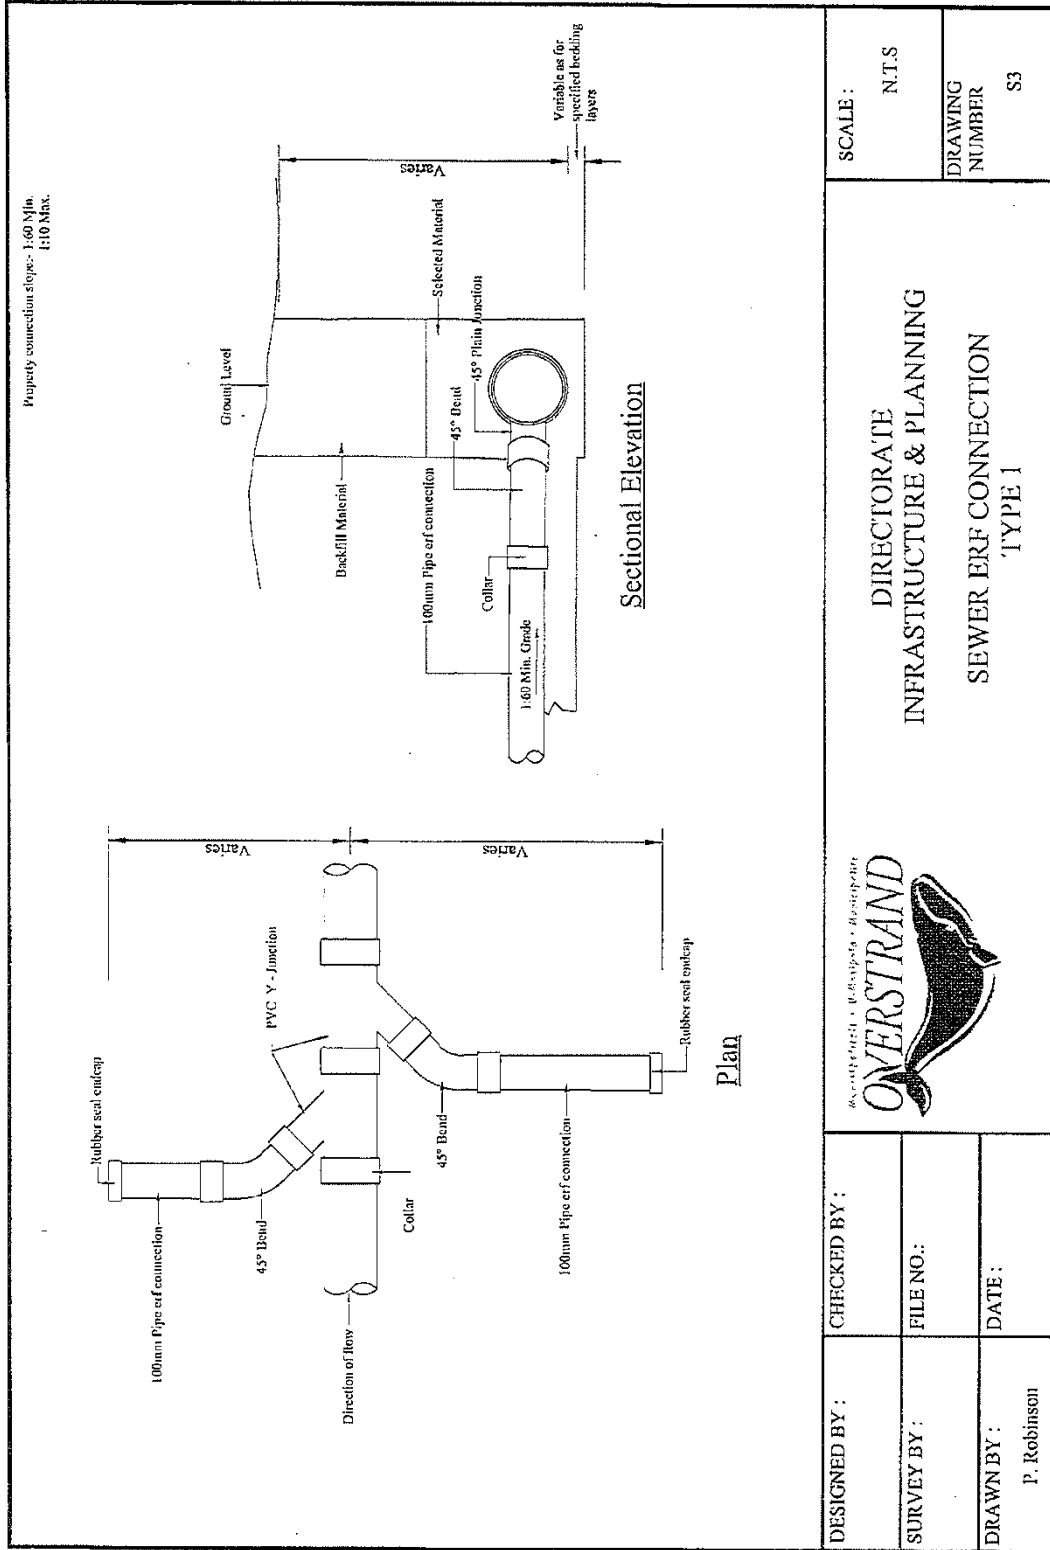 Property connection slope:- 1:60 Min.
1:10 Max.
Rubber seal endcap
100mm Pipe erf connection
45° Bend
PVC Y - Junction
Varies
Varies
Direction of flow
Collar
45° Bend
100mm Pipe erf connection
Rubber seal endcap
Plan
Ground Level
Backfill Material
Selected Material
Varies
Variable as for
specified bedding
layers
100mm Pipe erf connection
45° Bend
45° Plain Junction
Collar
1:60 Min. Grade
Sectional Elevation
DESIGNED BY :
CHECKED BY :
SURVEY BY :
FILE NO.:
DRAWN BY :
P. Robinson
DATE :
OVERSTRAND
DIRECTORATE
INFRASTRUCTURE & PLANNING
SEWER ERF CONNECTION
TYPE 1
SCALE :
N.T.S
DRAWING
NUMBER
S3